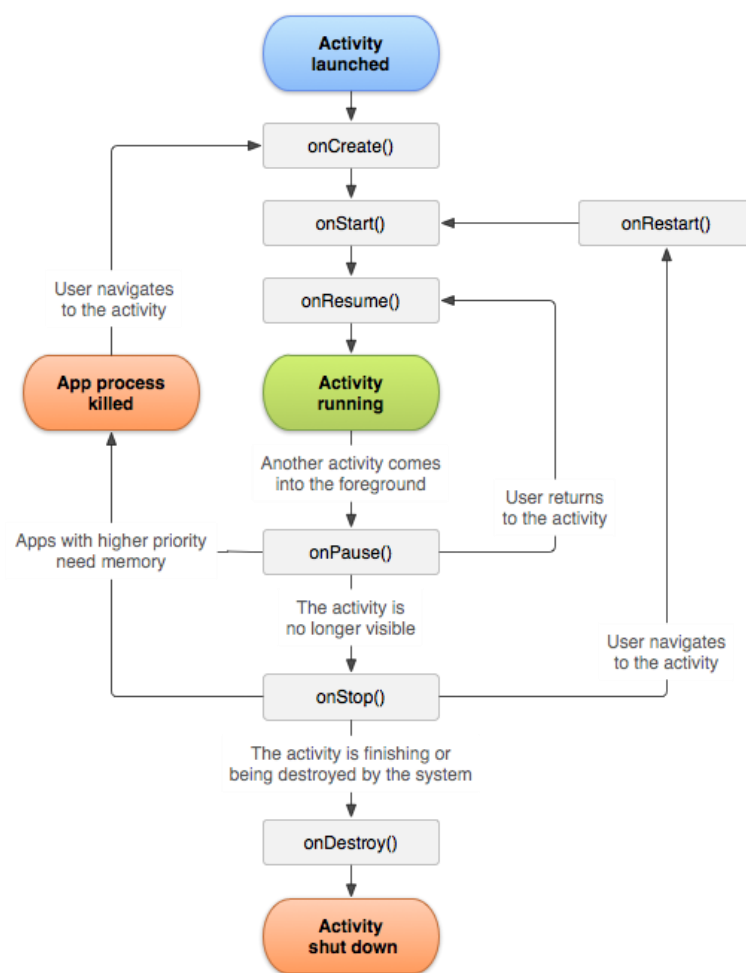 Activity
launched
onCreate()
onStart()
onRestart()
onResume()
User navigates
to the activity
App process
killed
Activity
running
Another activity comes
into the foreground
User returns
to the activity
Apps with higher priority
need memory
onPause()
The activity is
no longer visible
User navigates
to the activity
onStop()
The activity is finishing or
being destroyed by the system
onDestroy()
Activity
shut down